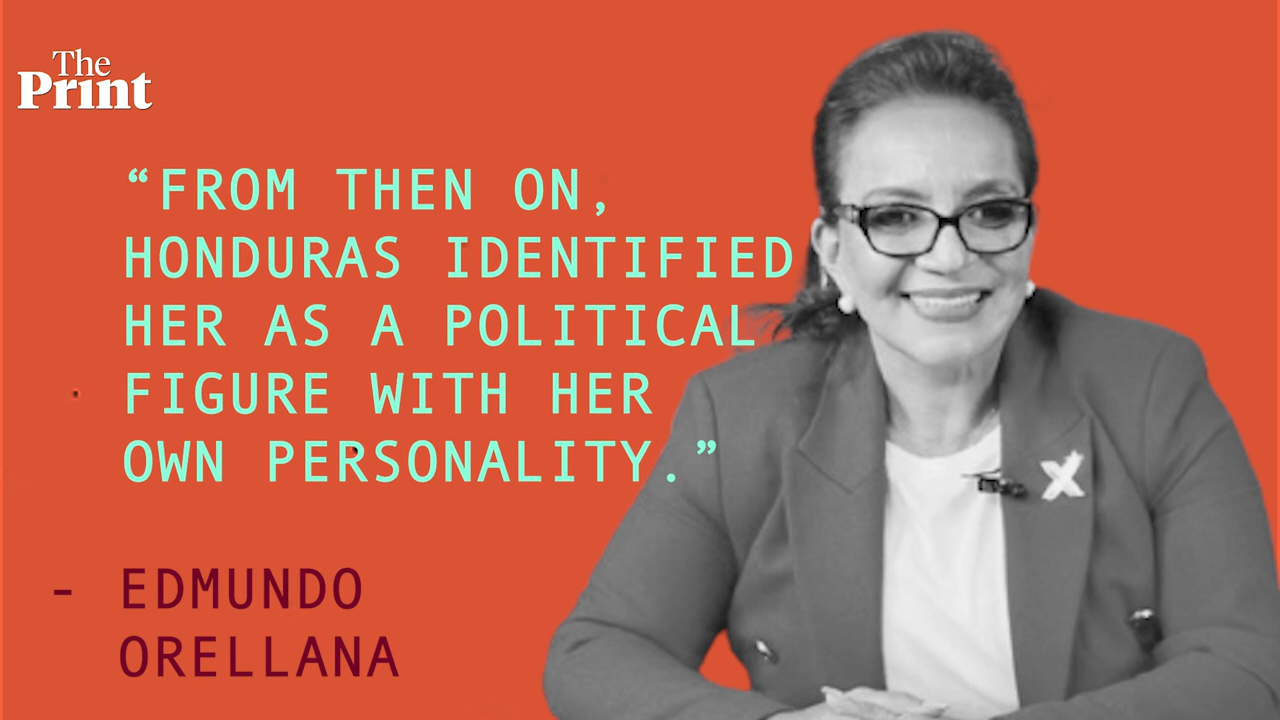 The
Print
“FROM THEN ON,
HONDURAS IDENTIFIED
HER AS A POLITICAL
FIGURE WITH HER
OWN PERSONALITY.”
- EDMUNDO
ORELLANA
X